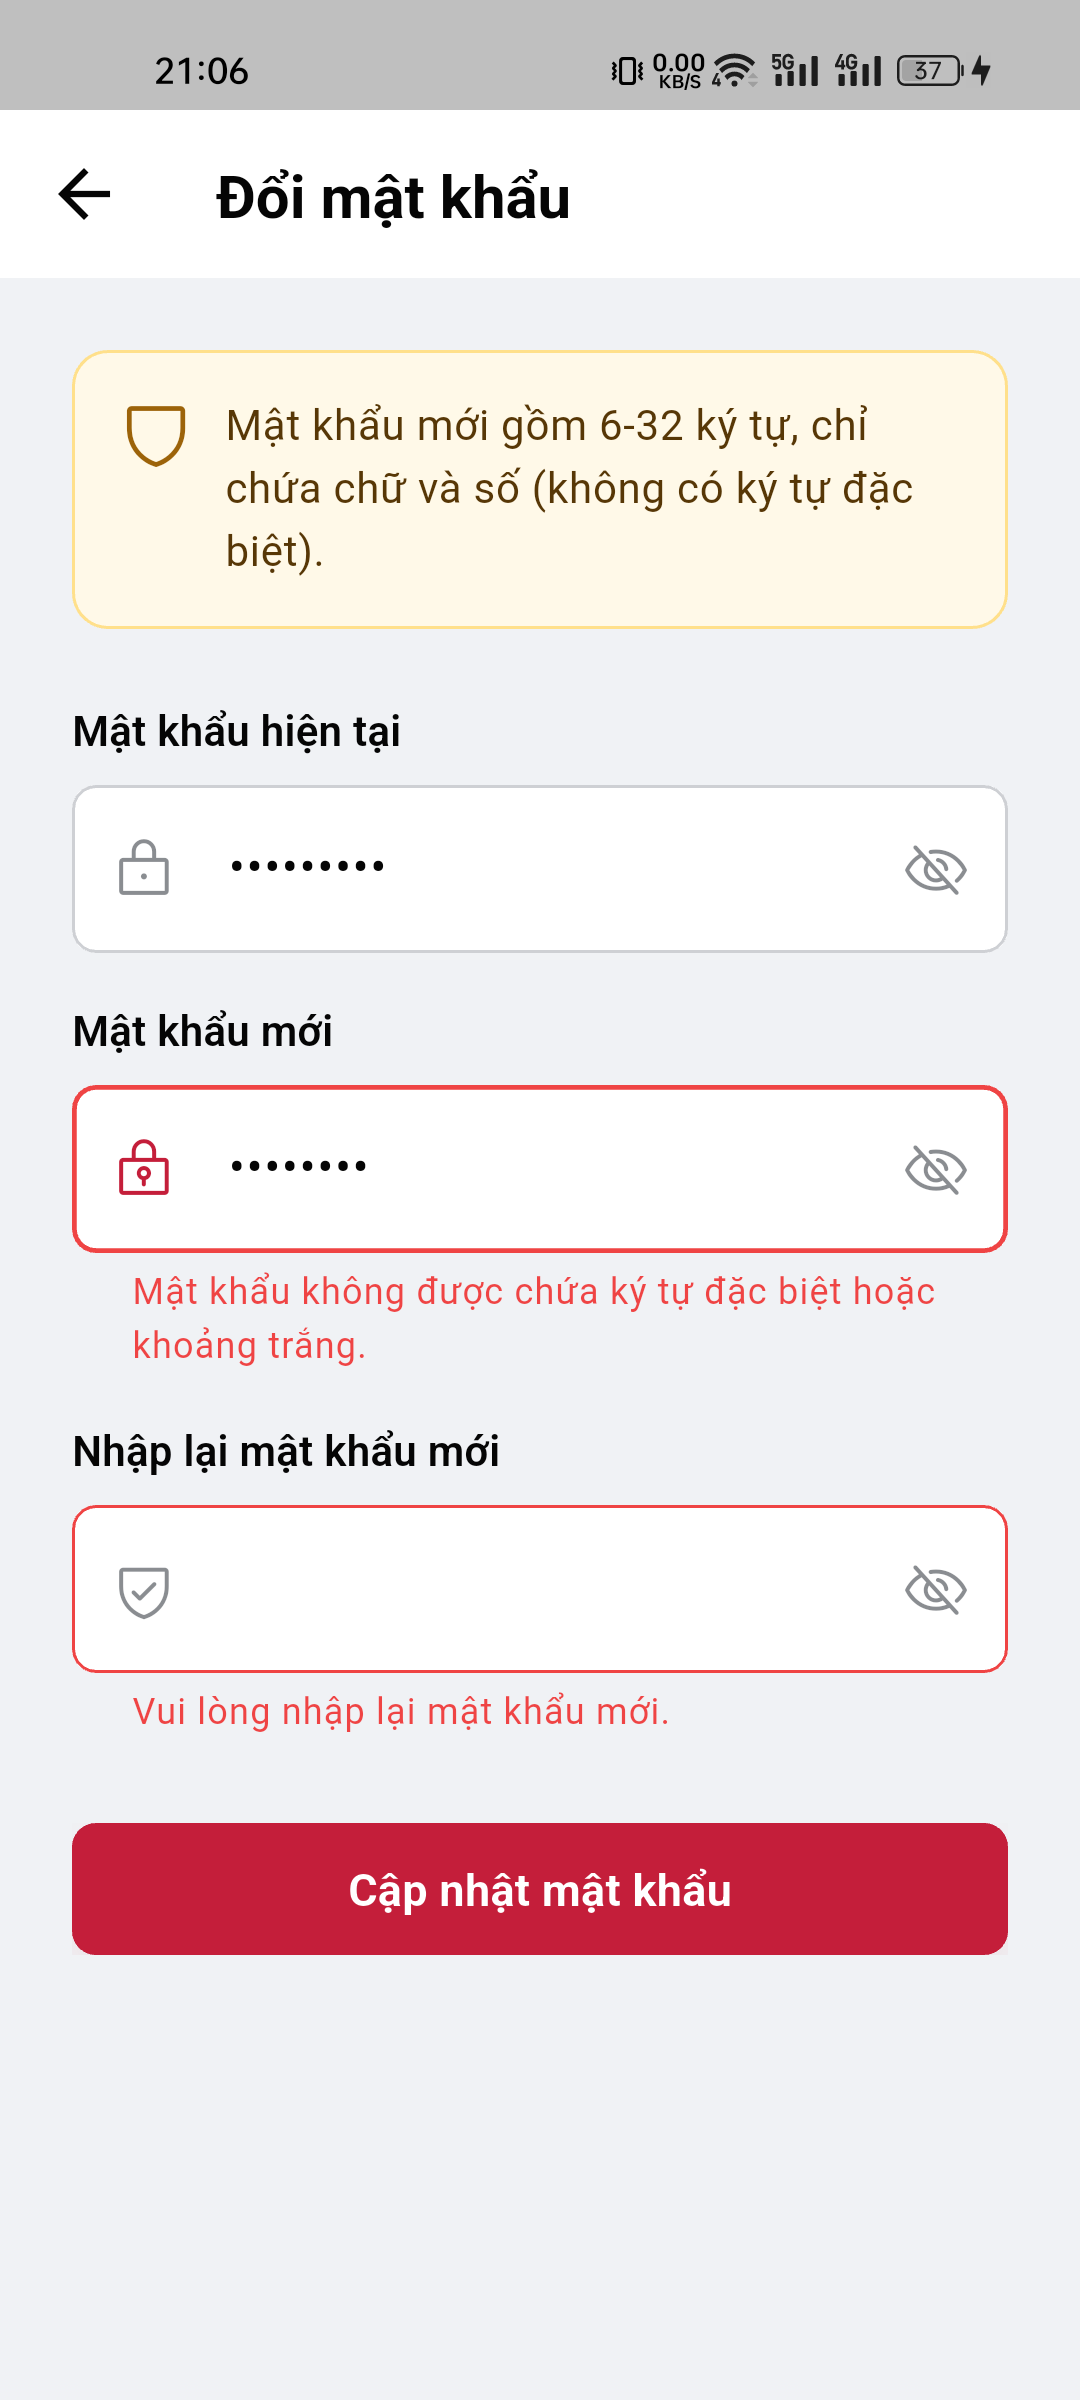 21:06
0.00
KB/S
4
5G
4G
37
Đổi mật khẩu
Mật khẩu mới gồm 6-32 ký tự, chỉ
chứa chữ và số (không có ký tự đặc
biệt).
Mật khẩu hiện tại
•••••••••
Mật khẩu mới
••••••••
Mật khẩu không được chứa ký tự đặc biệt hoặc
khoảng trắng.
Nhập lại mật khẩu mới
Vui lòng nhập lại mật khẩu mới.
Cập nhật mật khẩu